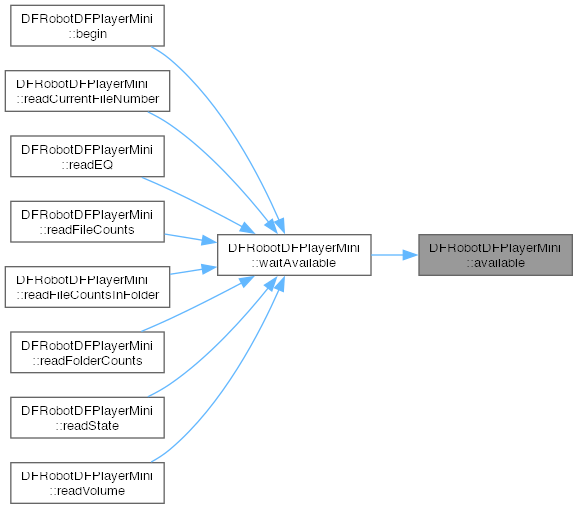 DFRobotDFPlayerMini
::begin
DFRobotDFPlayerMini
::readCurrentFileNumber
DFRobotDFPlayerMini
::readEQ
DFRobotDFPlayerMini
::readFileCounts
DFRobotDFPlayerMini
::readFileCountsInFolder
DFRobotDFPlayerMini
::readFolderCounts
DFRobotDFPlayerMini
::readState
DFRobotDFPlayerMini
::readVolume
DFRobotDFPlayerMini
::waitAvailable
DFRobotDFPlayerMini
::available